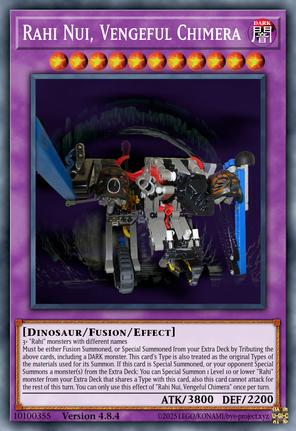 RAHI NUI, VENGEFUL CHIMERA
DARK
闇
[DINOSAUR/FUSION/EFFECT]
3+ "Rahi" monsters with different names
Must be either Fusion Summoned, or Special Summoned from your Extra Deck by Tributing the
above cards, including a DARK monster. This card's Type is also treated as the original Types of
the materials used for its Summon. If this card is Special Summoned, or your opponent Special
Summons a monster(s) from the Extra Deck: You can Special Summon 1 Level 10 or lower "Rahi"
monster from your Extra Deck that shares a Type with this card, also this card cannot attack for
the rest of this turn. You can only use this effect of "Rahi Nui, Vengeful Chimera" once per turn.
ATK/3800 DEF/2200
10100355 Version 4.8.4 ©2025 LEGO/KONAMI/bye-project.xyz